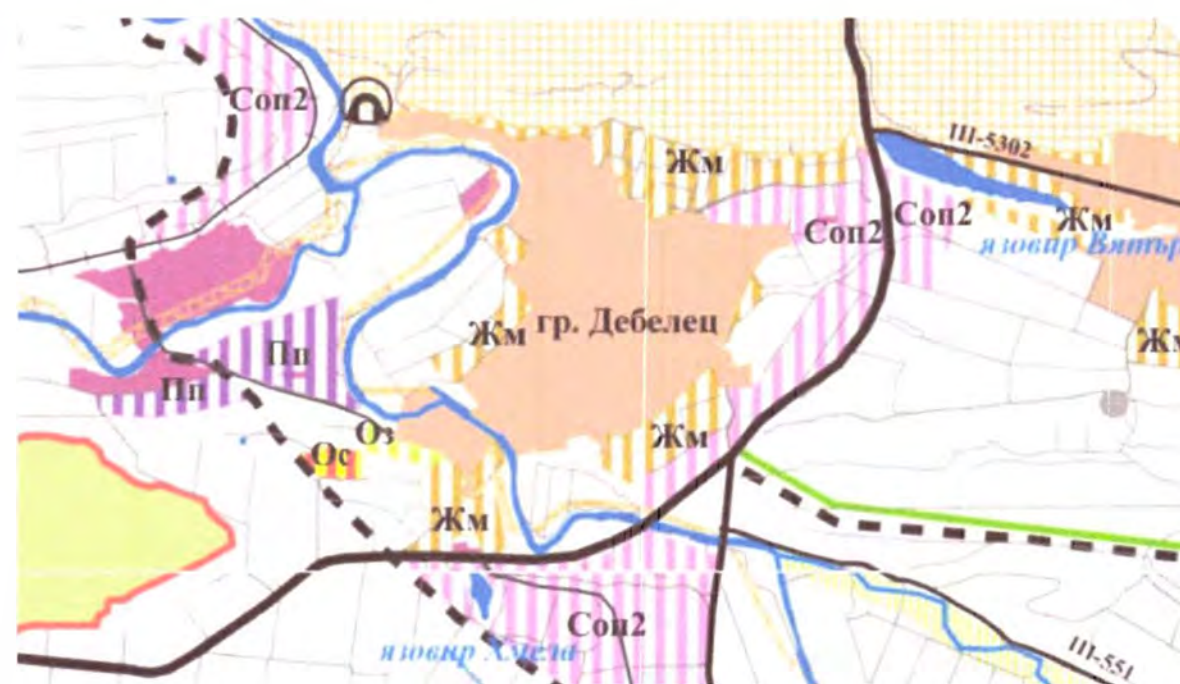 Соп2
III-5302
Жм
Соп2
Соп2
Жм
язовир Вятър
Жм
гр. Дебелец
Жм
Пп
Пп
Оз
Жм
Ос
Жм
Соп2
язовир Хмела
III-551